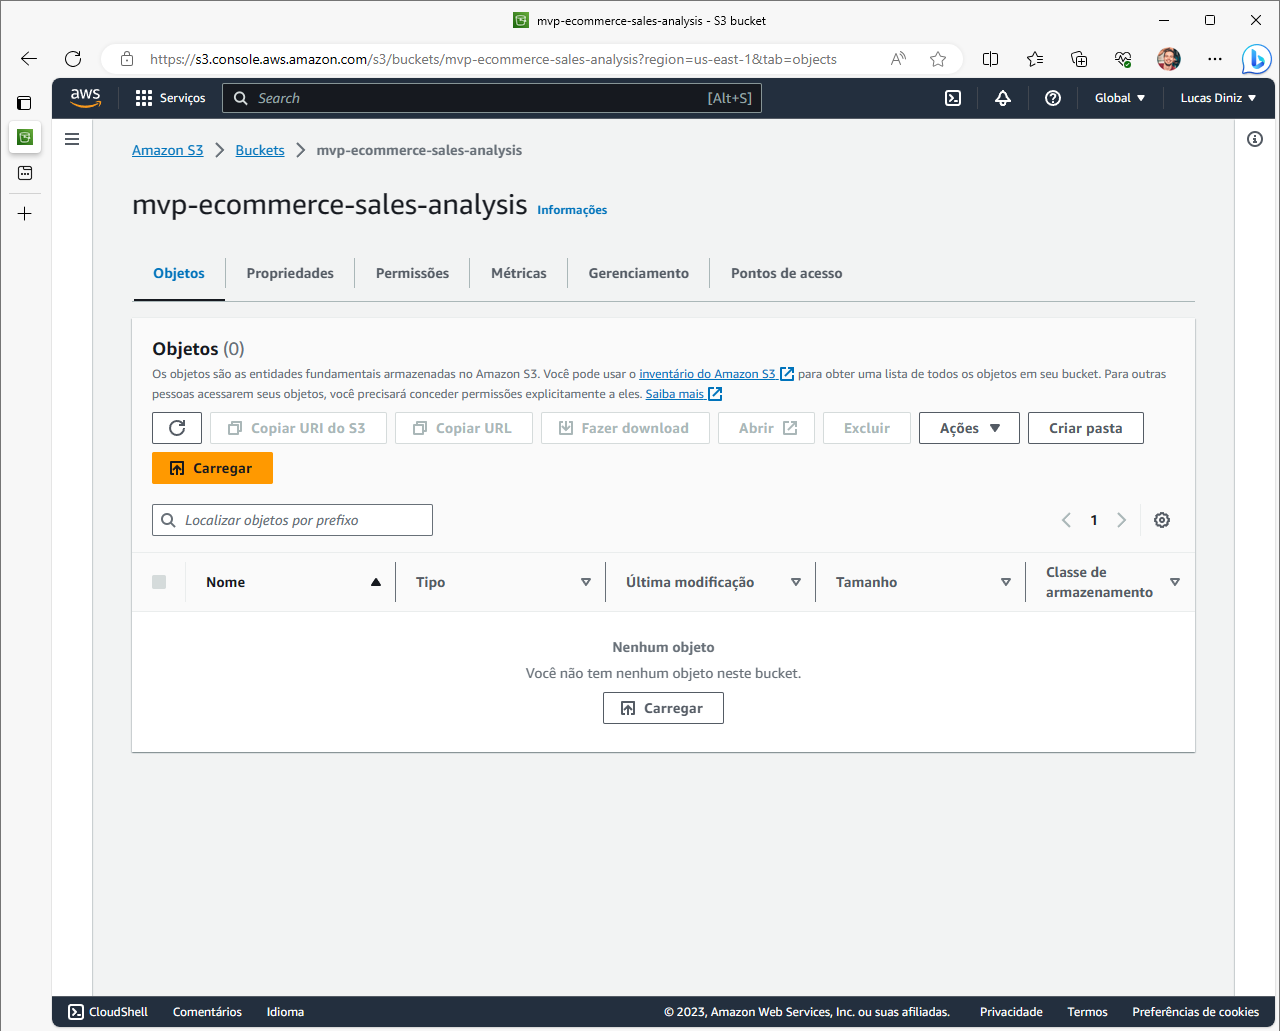 mvp-ecommerce-sales-analysis - S3 bucket
https://s3.console.aws.amazon.com/s3/buckets/mvp-ecommerce-sales-analysis?region=us-east-1&tab=objects
aws
Serviços
Search
[Alt+S]
Global
Lucas Diniz
Amazon S3
Buckets
mvp-ecommerce-sales-analysis
mvp-ecommerce-sales-analysis Informações
Objetos
Propriedades
Permissões
Métricas
Gerenciamento
Pontos de acesso
Objetos (0)
Os objetos são as entidades fundamentais armazenadas no Amazon S3. Você pode usar o inventário do Amazon S3 para obter uma lista de todos os objetos em seu bucket. Para outras
pessoas acessarem seus objetos, você precisará conceder permissões explicitamente a eles. Saiba mais
Copiar URI do S3
Copiar URL
Fazer download
Abrir
Excluir
Ações
Criar pasta
Carregar
Localizar objetos por prefixo
1
Nome
Tipo
Última modificação
Tamanho
Classe de
armazenamento
Nenhum objeto
Você não tem nenhum objeto neste bucket.
Carregar
CloudShell
Comentários
Idioma
© 2023, Amazon Web Services, Inc. ou suas afiliadas.
Privacidade
Termos
Preferências de cookies